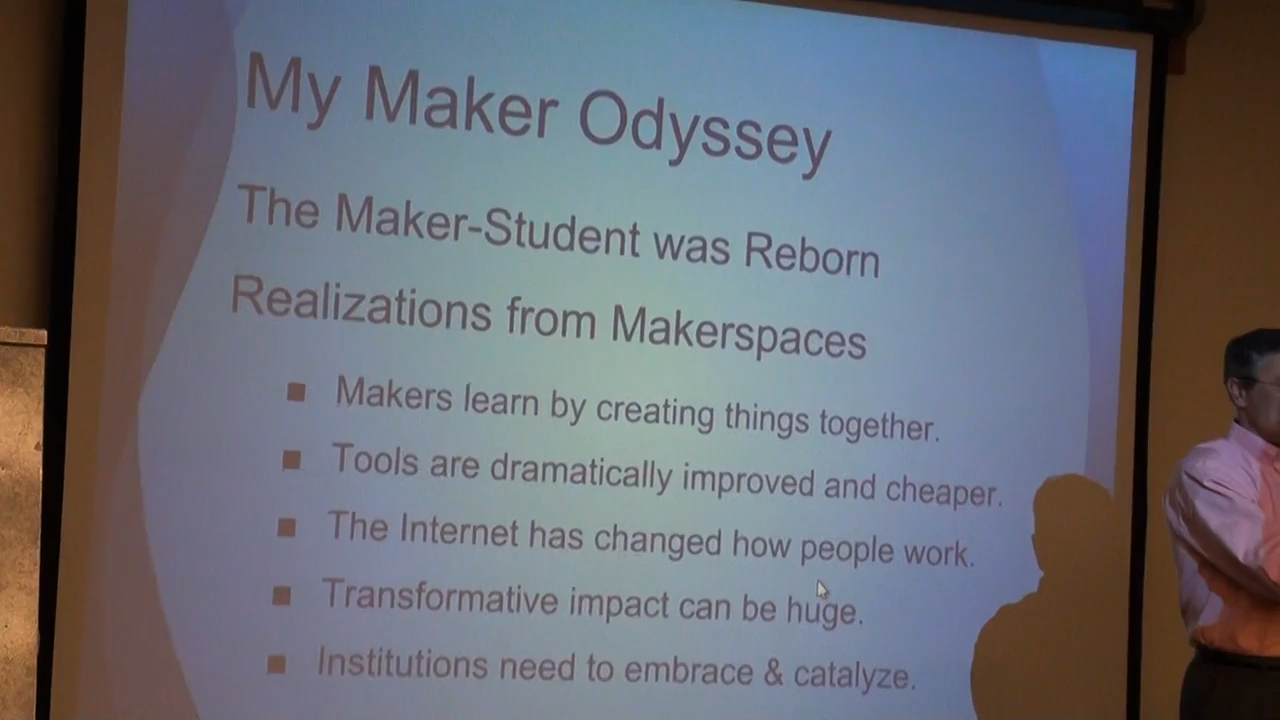 My Maker Odyssey
The Maker-Student was Reborn
Realizations from Makerspaces
Makers learn by creating things together.
Tools are dramatically improved and cheaper.
The Internet has changed how people work.
Transformative impact can be huge.
Institutions need to embrace & catalyze.